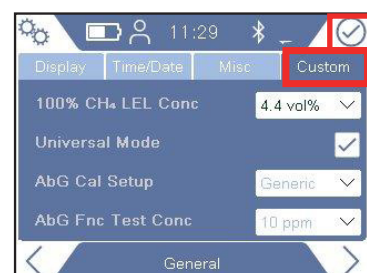 11:29
Display Time/Date Misc Custom
100% CH₄ LEL Conc 4.4 vol%
Universal Mode
AbG Cal Setup Generic
AbG Fnc Test Conc 10 ppm
General